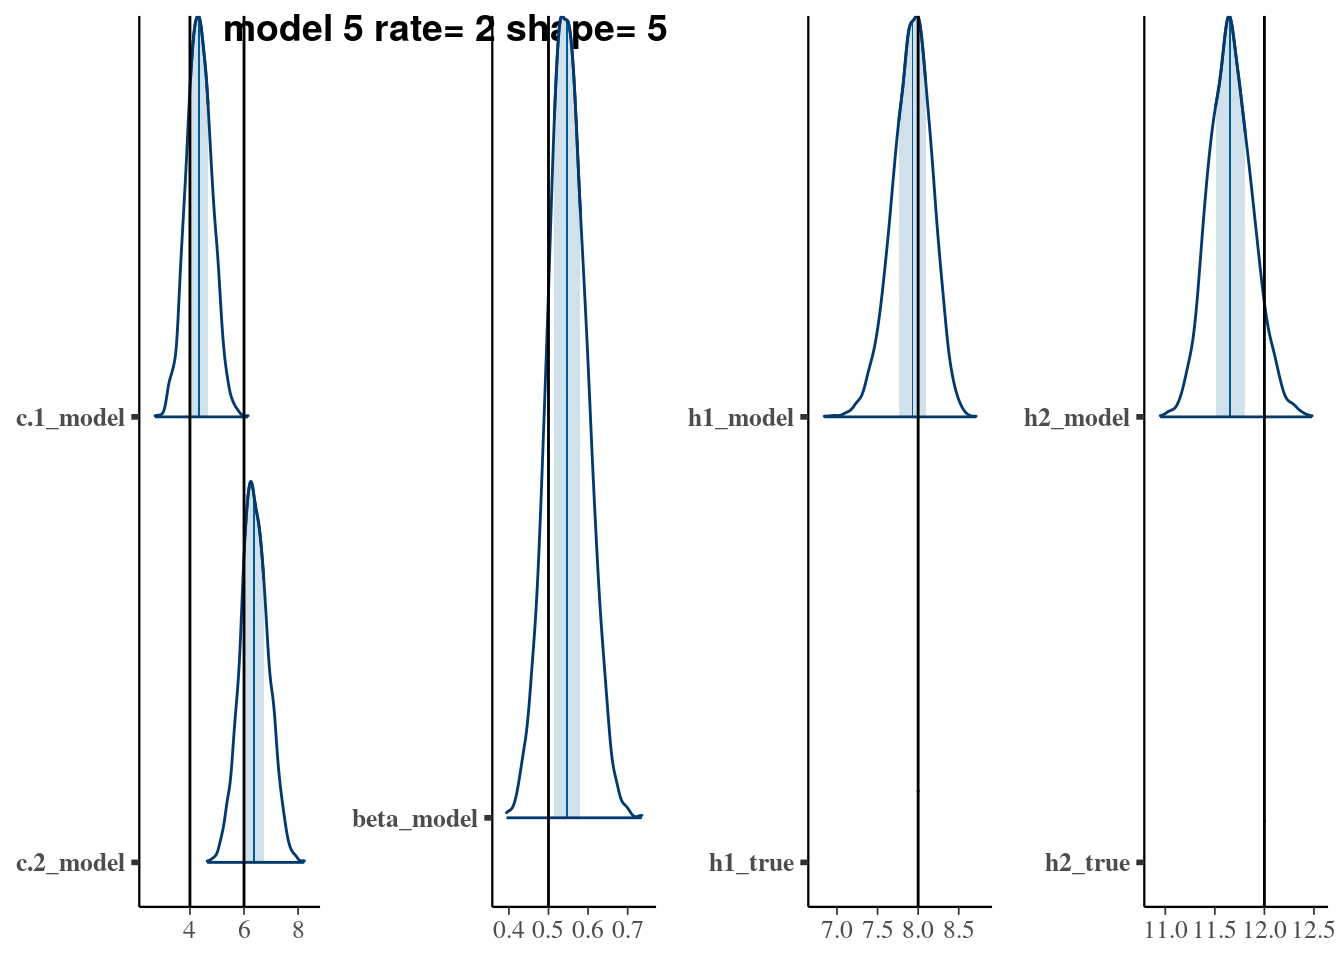 model 5 rate= 2 shape= 5
c.1_model
c.2_model
4 6 8
beta_model
0.4 0.5 0.6 0.7
h1_model
h1_true
7.0 7.5 8.0 8.5
h2_model
h2_true
11.0 11.5 12.0 12.5